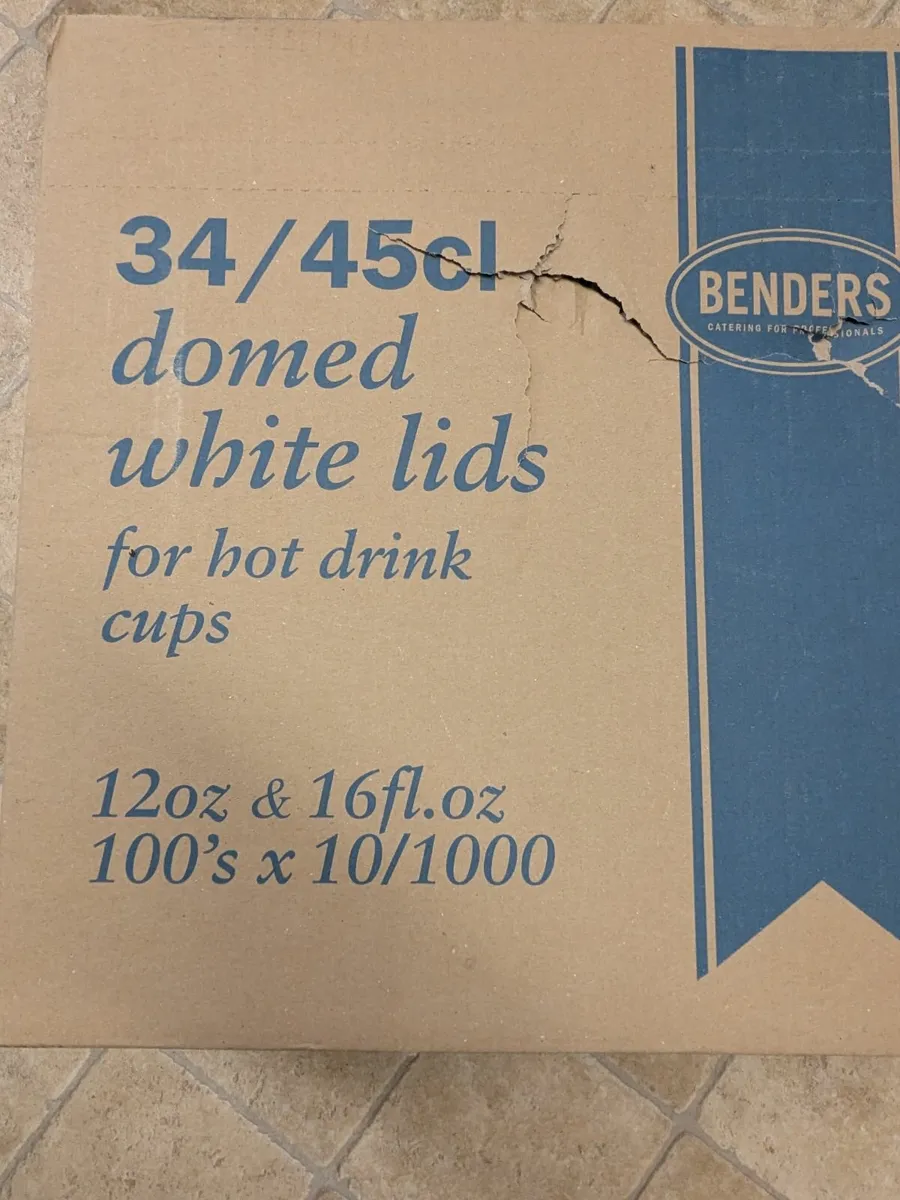 34/45cl
domed
white lids
for hot drink
cups
12oz & 16fl.oz
100's x 10/1000
BENDERS
CATERING FOR PROFESSIONALS